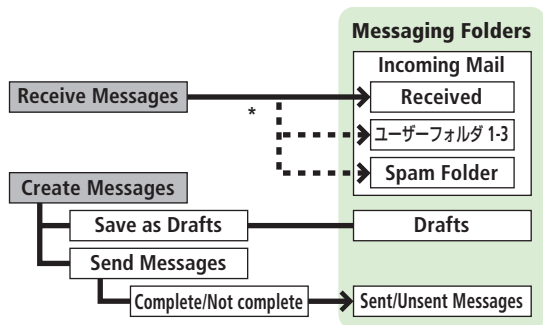 Messaging Folders
Incoming Mail
Receive Messages
*
Received
ユーザーフォルダ 1-3
Spam Folder
Create Messages
Save as Drafts
Drafts
Send Messages
Complete/Not complete
Sent/Unsent Messages